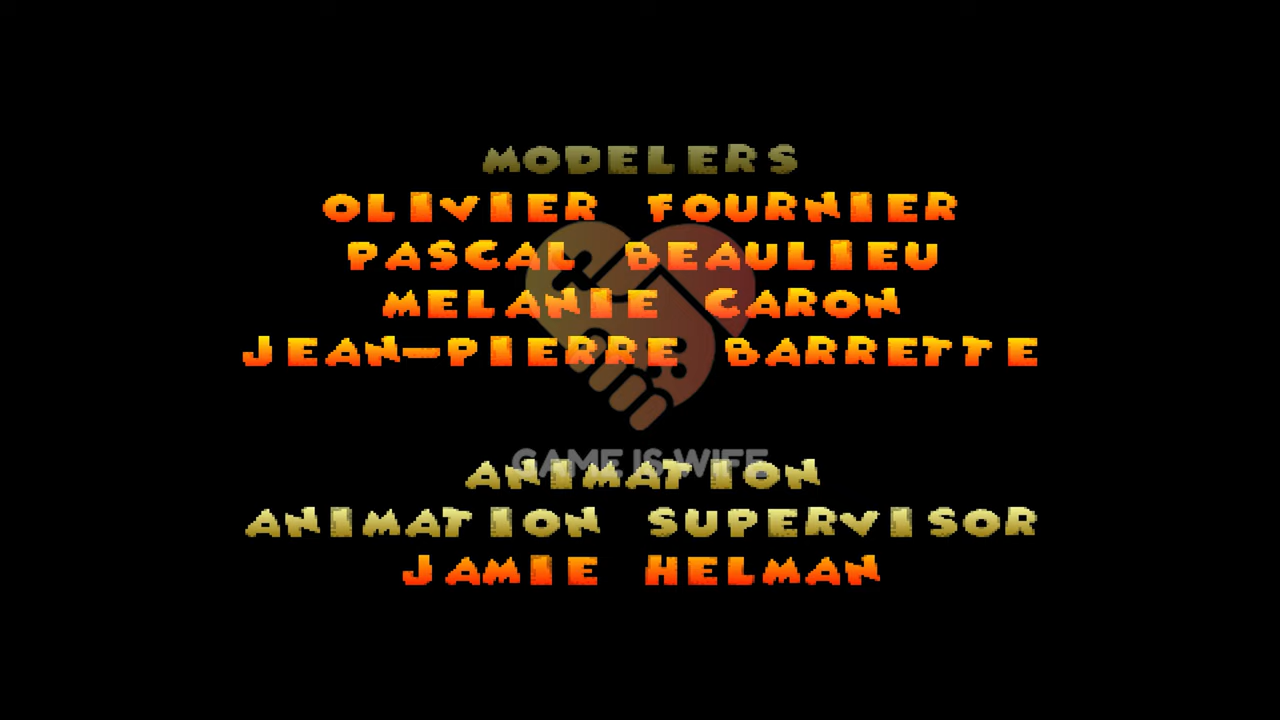 MODELERS
OLIVIER FOURNIER
PASCAL BEAULIEU
MELANIE CARON
JEAN-PIERRE BARRETTE
GAME IS WIFE
ANIMATION
ANIMATION SUPERVISOR
JAMIE HELMAN